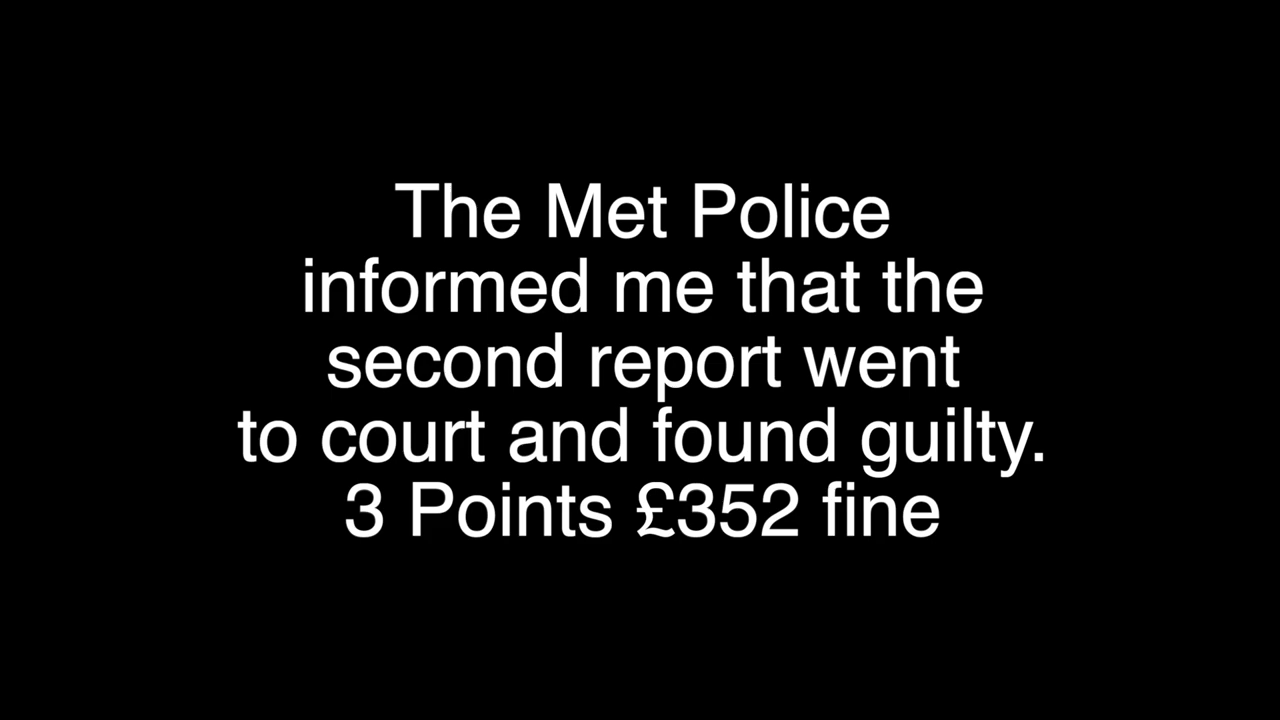 The Met Police
informed me that the
second report went
to court and found guilty.
3 Points £352 fine